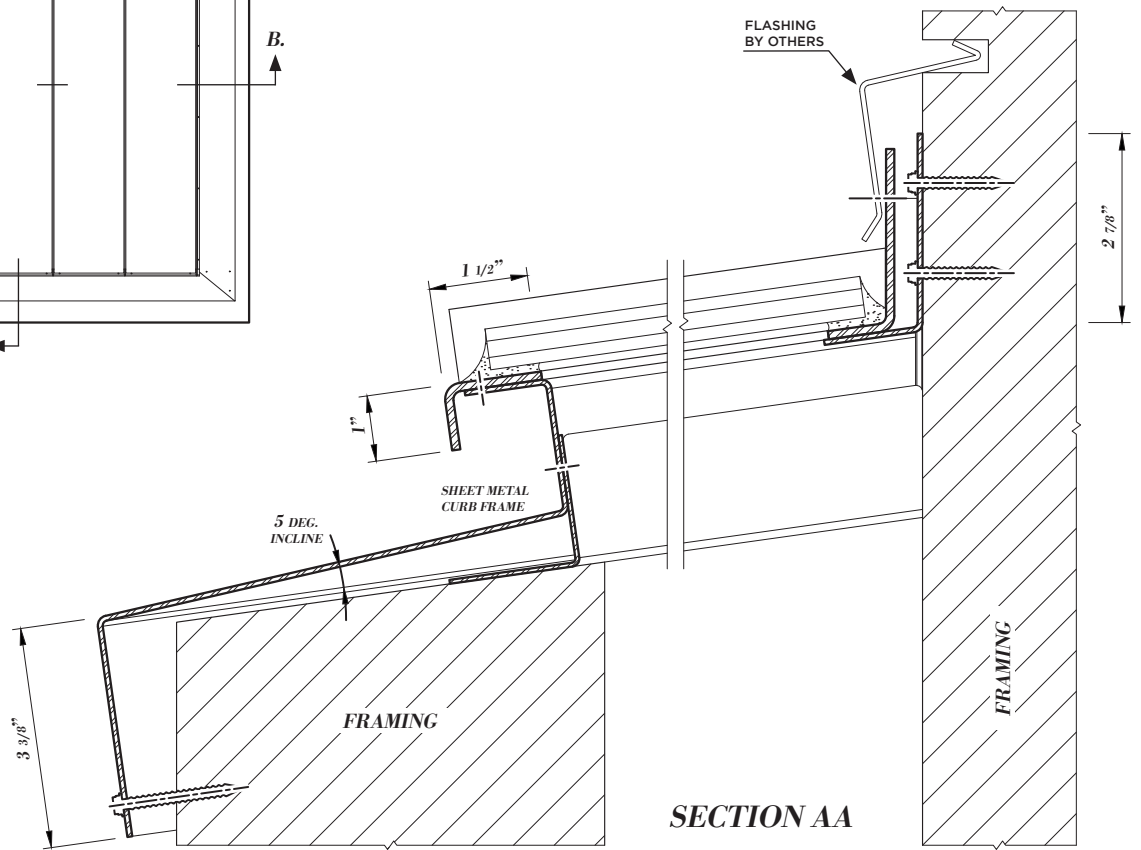 B.
FLASHING
BY OTHERS
2 7/8”
1 1/2”
1”
SHEET METAL
CURB FRAME
5 DEG.
INCLINE
3 3/8”
FRAMING
FRAMING
SECTION AA